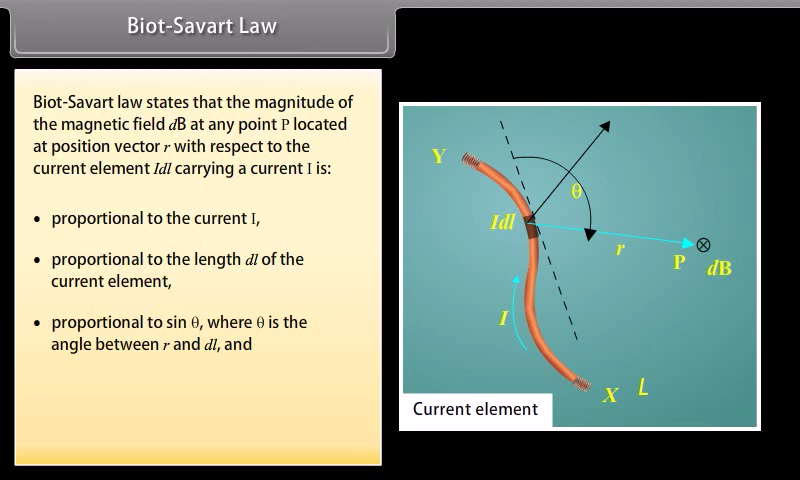 Biot-Savart Law
Biot-Savart law states that the magnitude of
the magnetic field dB at any point P located
at position vector r with respect to the
current element Idl carrying a current I is:
• proportional to the current I,
• proportional to the length dl of the
current element,
• proportional to sin θ, where θ is the
angle between r and dl, and
Y
θ
Idl
r
P
dB
I
X
L
Current element